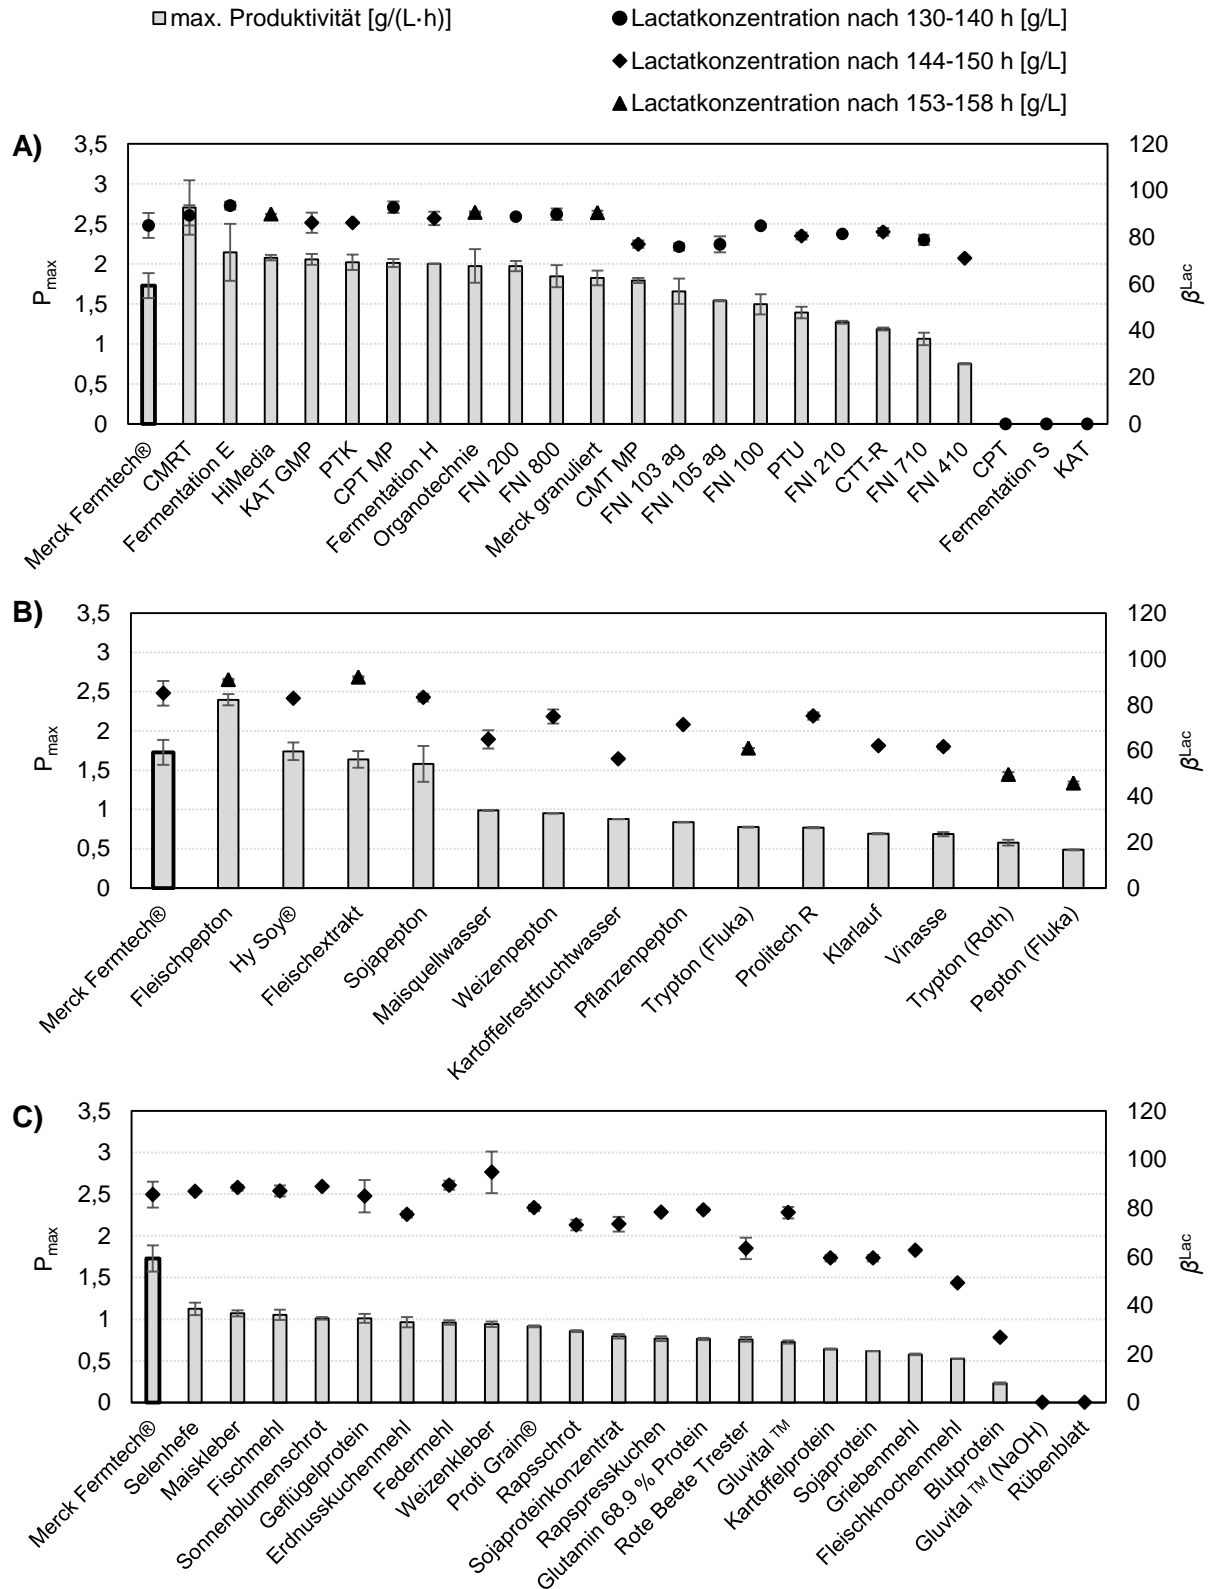 max. Produktivität [g/(L·h)]
Lactatkonzentration nach 130-140 h [g/L]
Lactatkonzentration nach 144-150 h [g/L]
Lactatkonzentration nach 153-158 h [g/L]
A)
3,5
3
2,5
2
1,5
1
0,5
0
Pmax
120
100
80
60
40
20
0
βLac
Merck Fermtech®
CMRT
Fermentation E
HiMedia
KAT GMP
PTK
CPT MP
Fermentation H
Organotechnie
FNI 200
FNI 800
Merck granuliert
CMT MP
FNI 103 ag
FNI 105 ag
FNI 100
PTU
FNI 210
CTT-R
FNI 710
FNI 410
CPT
Fermentation S
KAT
B)
3,5
3
2,5
2
1,5
1
0,5
0
Pmax
120
100
80
60
40
20
0
βLac
Merck Fermtech®
Fleischpepton
Hy Soy®
Fleischextrakt
Sojapepton
Maisquellwasser
Weizenpepton
Kartoffelrestfruchtwasser
Pflanzenpepton
Trypton (Fluka)
Prolitech R
Klarlauf
Vinasse
Trypton (Roth)
Pepton (Fluka)
C)
3,5
3
2,5
2
1,5
1
0,5
0
Pmax
120
100
80
60
40
20
0
βLac
Merck Fermtech®
Selenhefe
Maiskleber
Fischmehl
Sonnenblumenschrot
Geflügelprotein
Erdnusskuchenmehl
Federmehl
Weizenkleber
Proti Grain®
Rapsschrot
Sojaproteinkonzentrat
Rapspresskuchen
Glutamin 68.9 % Protein
Rote Beete Trester
Gluvital ™
Kartoffelprotein
Sojaprotein
Griebenmehl
Fleischknochenmehl
Blutprotein
Gluvital ™ (NaOH)
Rübenblatt